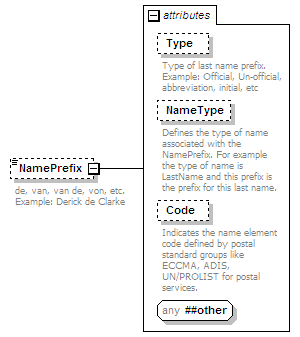 attributes
Type
Type of last name prefix.
Example: Official, Un-official,
abbreviation, initial, etc
NameType
Defines the type of name
associated with the
NamePrefix. For example
the type of name is
LastName and this prefix is
the prefix for this last name.
NamePrefix
de, van, van de, von, etc.
Example: Derick de Clarke
Code
Indicates the name element
code defined by postal
standard groups like
ECCMA, ADIS,
UN/PROLIST for postal
services.
any ##other